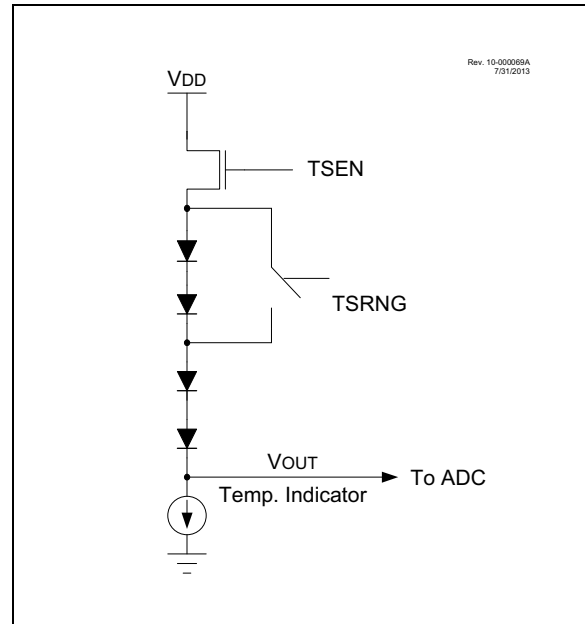 Rev. 10-000069A
7/31/2013
VDD
TSEN
TSRNG
VOUT
Temp. Indicator
To ADC